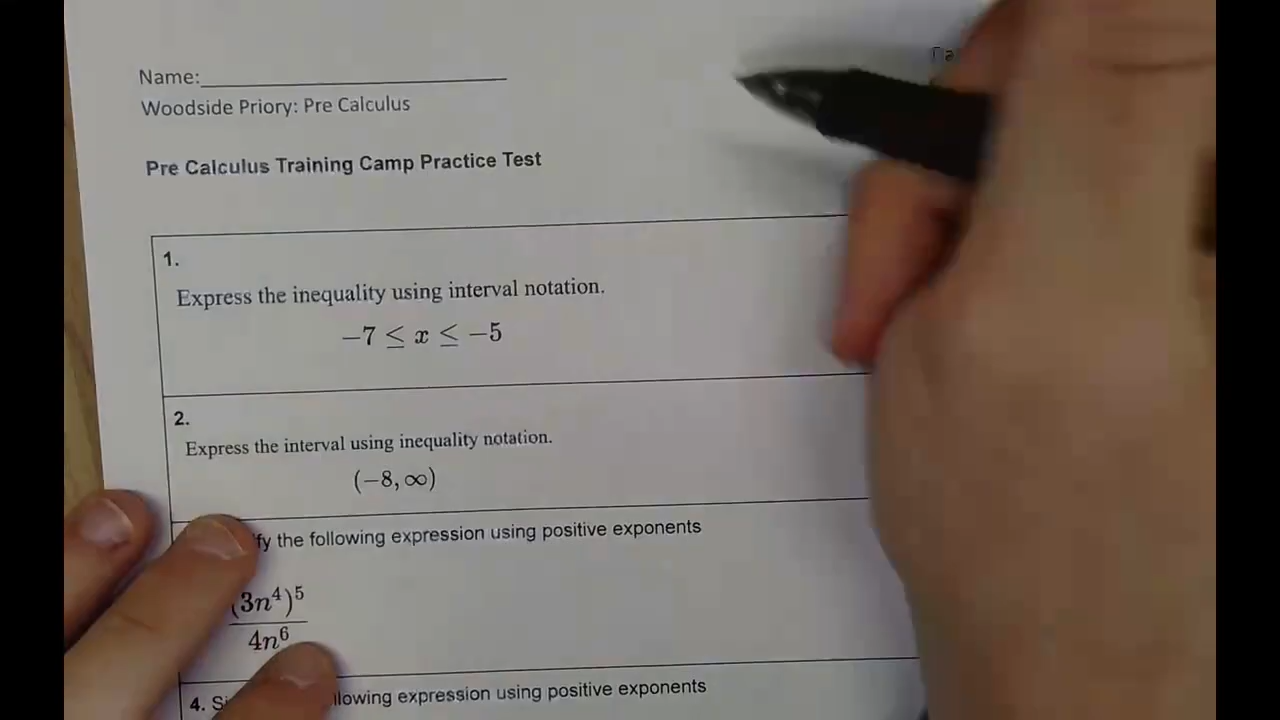 Name:
Woodside Priory: Pre Calculus
Pre Calculus Training Camp Practice Test
1.
Express the inequality using interval notation.
−7 ≤ x ≤ −5
2.
Express the interval using inequality notation.
(−8, ∞)
the following expression using positive exponents
(3n⁴)⁵
4n⁶
4. expression using positive exponents